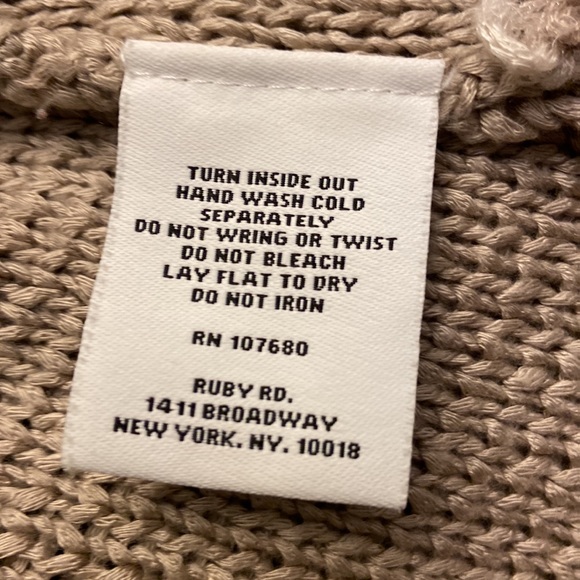 TURN INSIDE OUT
HAND WASH COLD
SEPARATELY
DO NOT WRING OR TWIST
DO NOT BLEACH
LAY FLAT TO DRY
DO NOT IRON
RN 107680
RUBY RD.
1411 BROADWAY
NEW YORK. NY. 10018